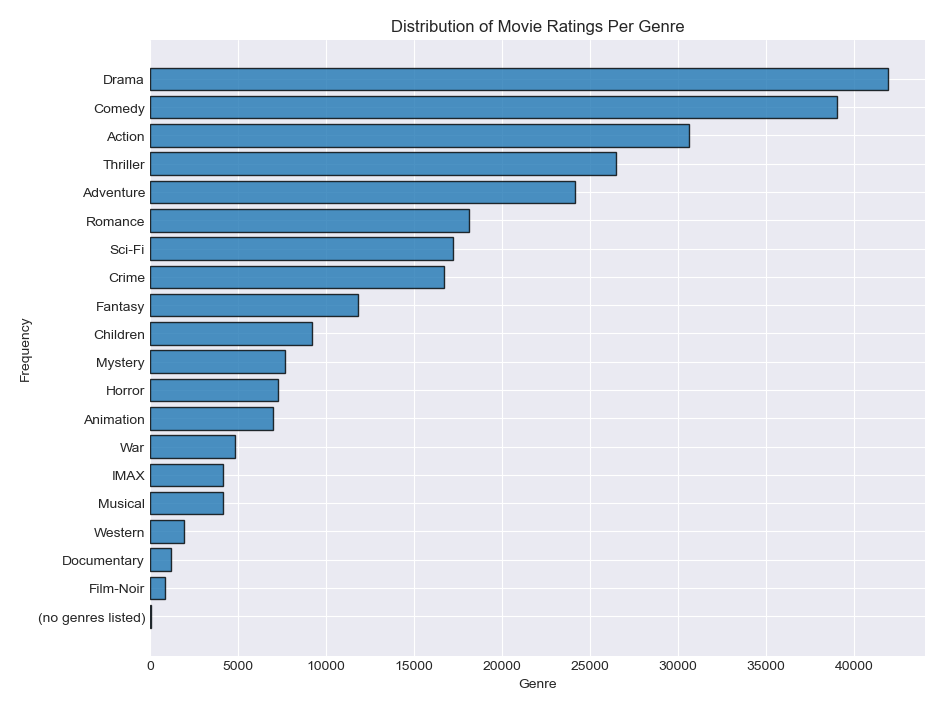 Distribution of Movie Ratings Per Genre
Frequency
Drama
Comedy
Action
Thriller
Adventure
Romance
Sci-Fi
Crime
Fantasy
Children
Mystery
Horror
Animation
War
IMAX
Musical
Western
Documentary
Film-Noir
(no genres listed)
0 5000 10000 15000 20000 25000 30000 35000 40000
Genre